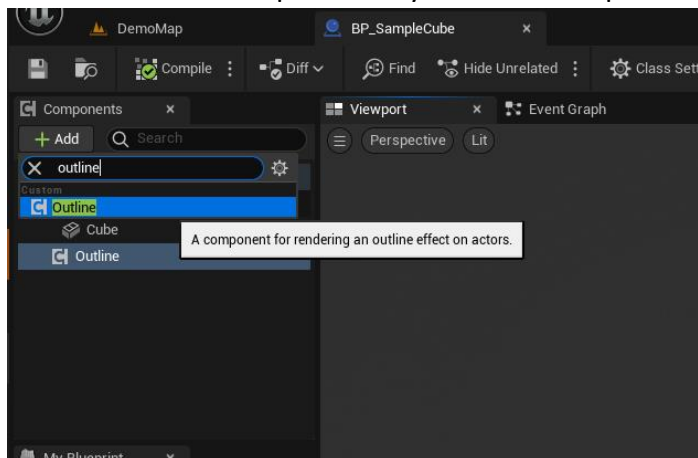 DemoMap BP_SampleCube
Compile Diff Find Hide Unrelated Class Sett
Components Viewport Event Graph
Add Search Perspective Lit
outline
Custom
Outline
Cube
A component for rendering an outline effect on actors.
Outline
My Blueprint